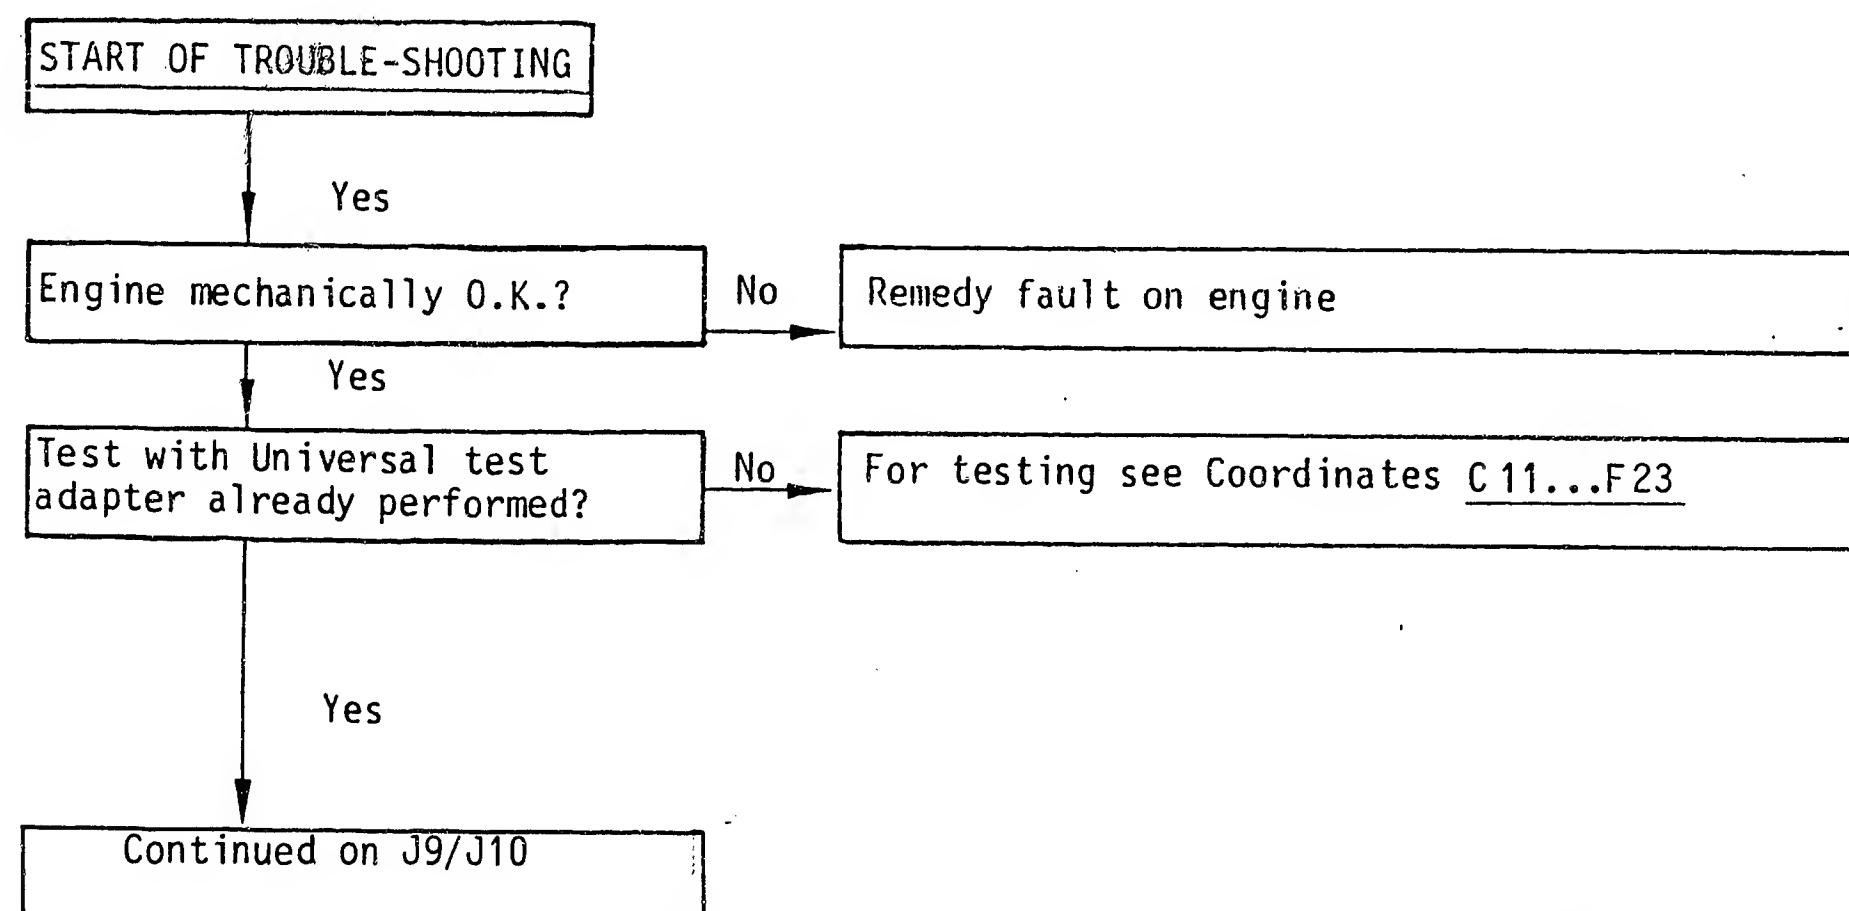 START OF TROUBLE-SHOOTING
Yes
Engine mechanically O.K.?
No
Remedy fault on engine
Yes
Test with Universal test
adapter already performed?
No
For testing see Coordinates C11...F23
Yes
Continued on J9/J10